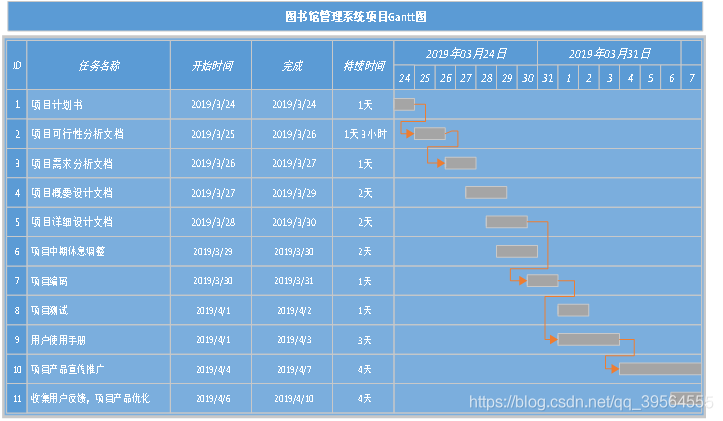 图书馆管理系统项目Gantt图
ID 任务名称 开始时间 完成 持续时间 2019年03月24日 2019年03月31日
24 25 26 27 28 29 30 31 1 2 3 4 5 6 7
1 项目计划书 2019/3/24 2019/3/24 1天
2 项目可行性分析文档 2019/3/25 2019/3/26 1天 3小时
3 项目需求分析文档 2019/3/26 2019/3/27 1天
4 项目概要设计文档 2019/3/27 2019/3/29 2天
5 项目详细设计文档 2019/3/28 2019/3/30 2天
6 项目中期休息调整 2019/3/29 2019/3/30 2天
7 项目编码 2019/3/30 2019/3/31 1天
8 项目测试 2019/4/1 2019/4/2 1天
9 用户使用手册 2019/4/1 2019/4/3 3天
10 项目产品宣传推广 2019/4/4 2019/4/7 4天
11 收集用户反馈，项目产品优化 2019/4/6 2019/4/10 4天
https://blog.csdn.net/qq_39564555